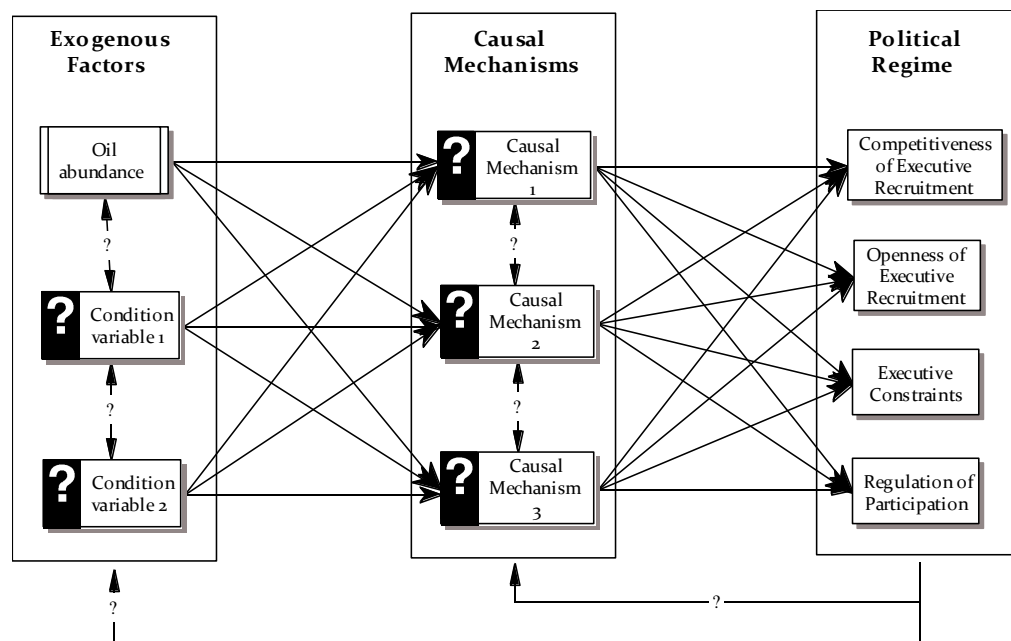 Exogenous
Factors
Oil
abundance
?
?
Condition
variable 1
?
?
Condition
variable 2
?
Causal
Mechanisms
?
Causal
Mechanism
1
?
?
Causal
Mechanism
2
?
?
Causal
Mechanism
3
Political
Regime
Competitiveness
of Executive
Recruitment
Openness of
Executive
Recruitment
Executive
Constraints
Regulation of
Participation
?